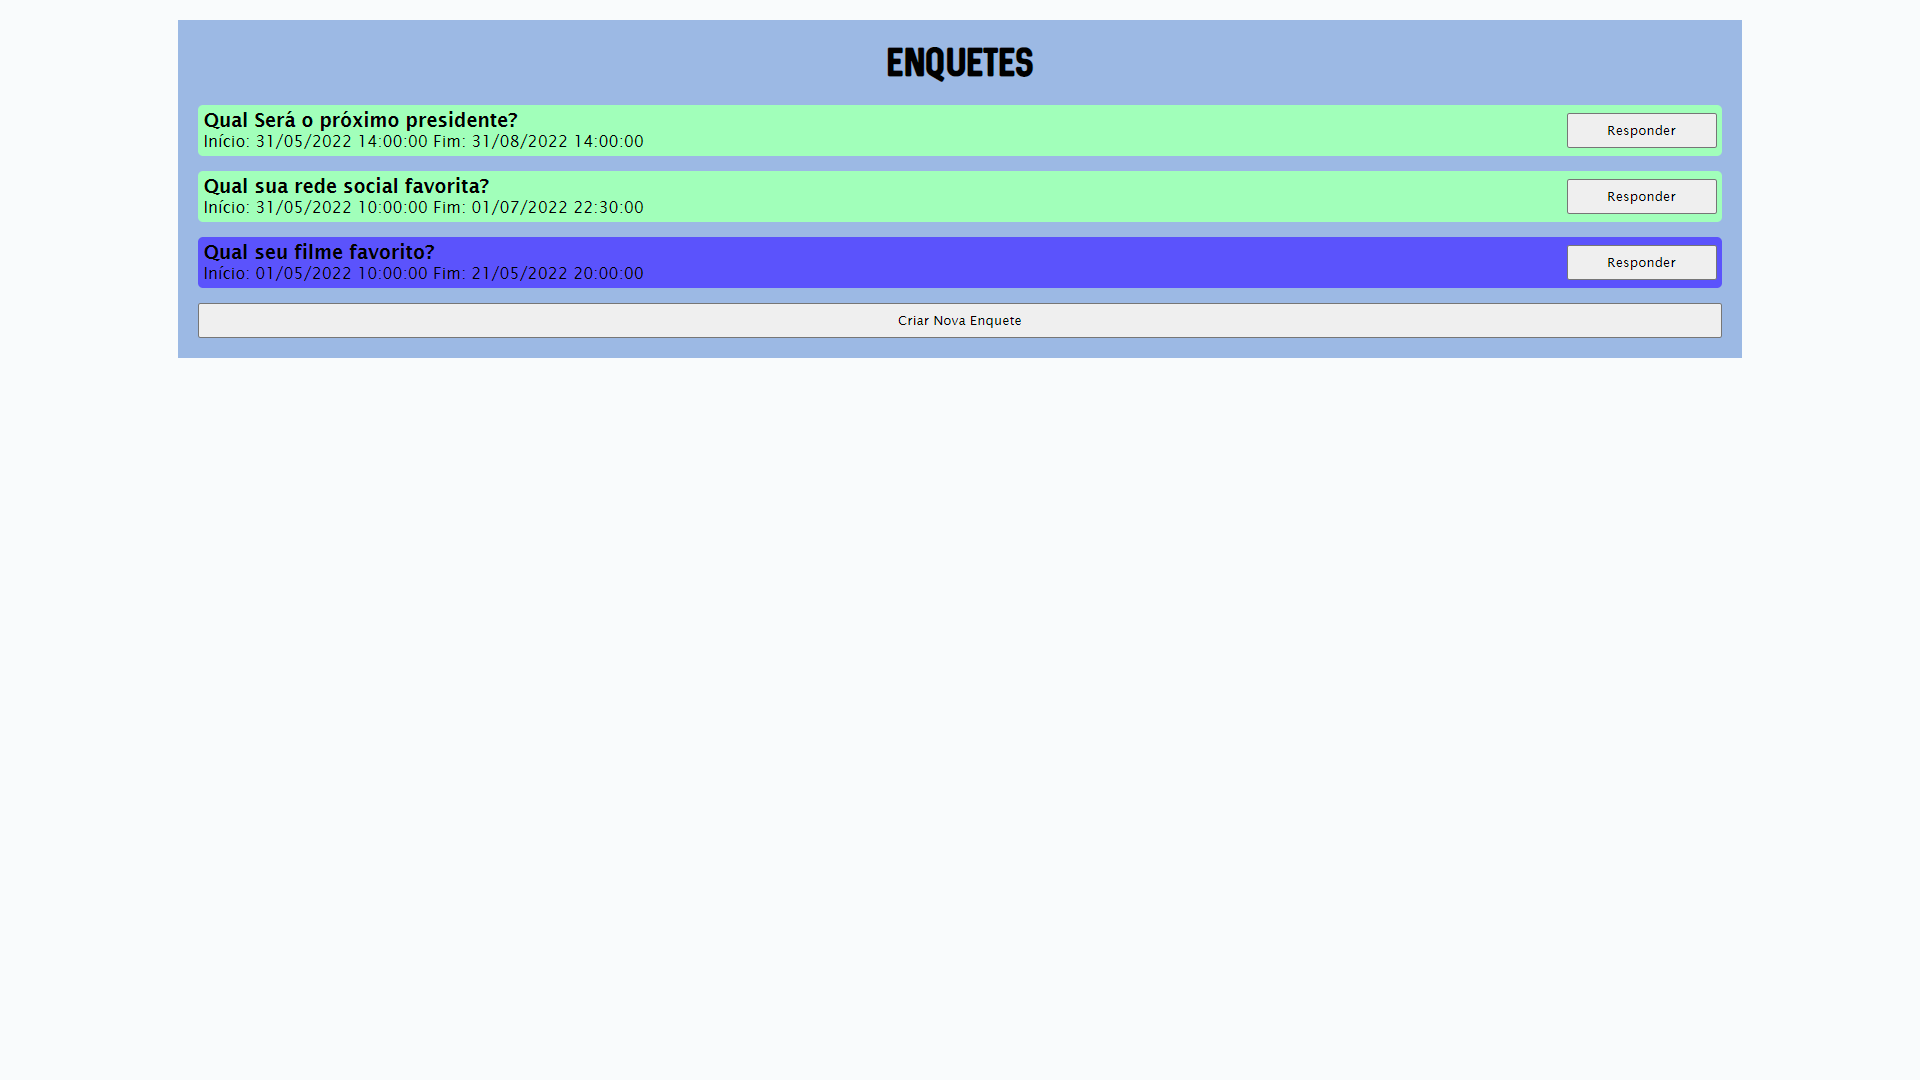 ENQUETES
Qual Será o próximo presidente?
Início: 31/05/2022 14:00:00 Fim: 31/08/2022 14:00:00
Responder
Qual sua rede social favorita?
Início: 31/05/2022 10:00:00 Fim: 01/07/2022 22:30:00
Responder
Qual seu filme favorito?
Início: 01/05/2022 10:00:00 Fim: 21/05/2022 20:00:00
Responder
Criar Nova Enquete